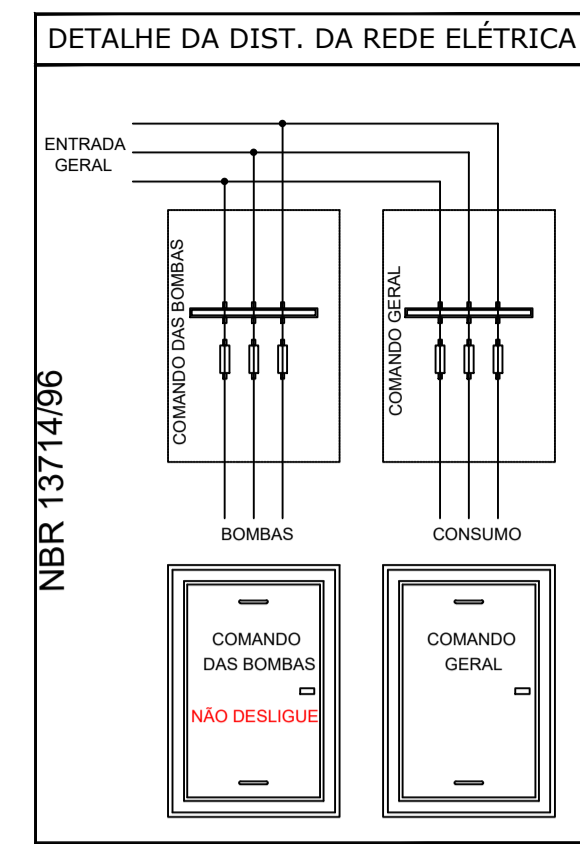 DETALHE DA DIST. DA REDE ELÉTRICA
ENTRADA
GERAL
COMANDO DAS BOMBAS
COMANDO GERAL
NBR 13714/96
BOMBAS
CONSUMO
COMANDO
DAS BOMBAS
NÃO DESLIGUE
COMANDO
GERAL